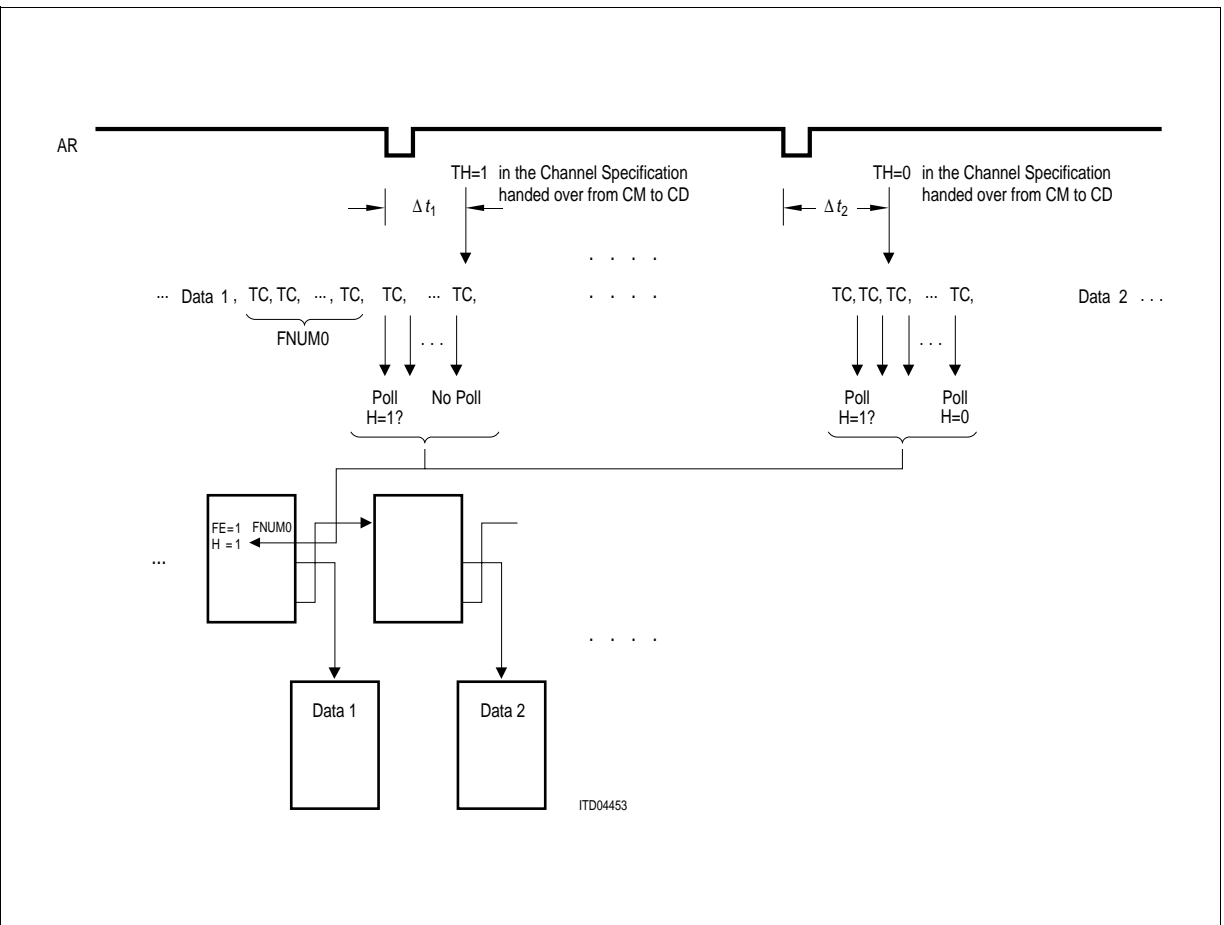 AR
TH=1 in the Channel Specification
handed over from CM to CD
TH=0 in the Channel Specification
handed over from CM to CD
Δt1
Δt2
. . . .
... Data 1 , TC, TC, ..., TC, TC, ... TC,
. . . .
TC, TC, TC, ... TC,
Data 2 ...
FNUM0
. . .
. . .
Poll
H=1?
No Poll
Poll
H=1?
Poll
H=0
FE=1 FNUM0
H =1
...
. . . .
Data 1
Data 2
ITD04453